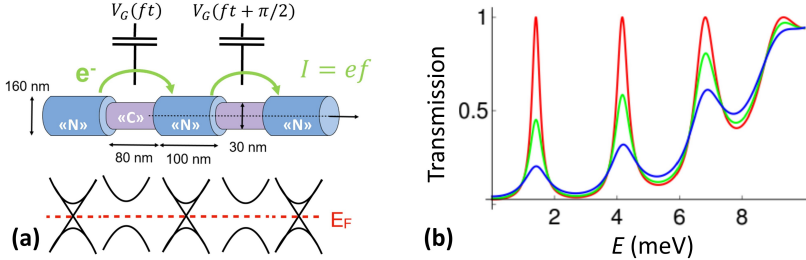 V_G(ft)
V_G(ft + π/2)
e-
I = ef
160 nm
«N»
«C»
«N»
«N»
80 nm
100 nm
30 nm
E_F
(a)
Transmission
1
0.5
2
4
6
8
E (meV)
(b)